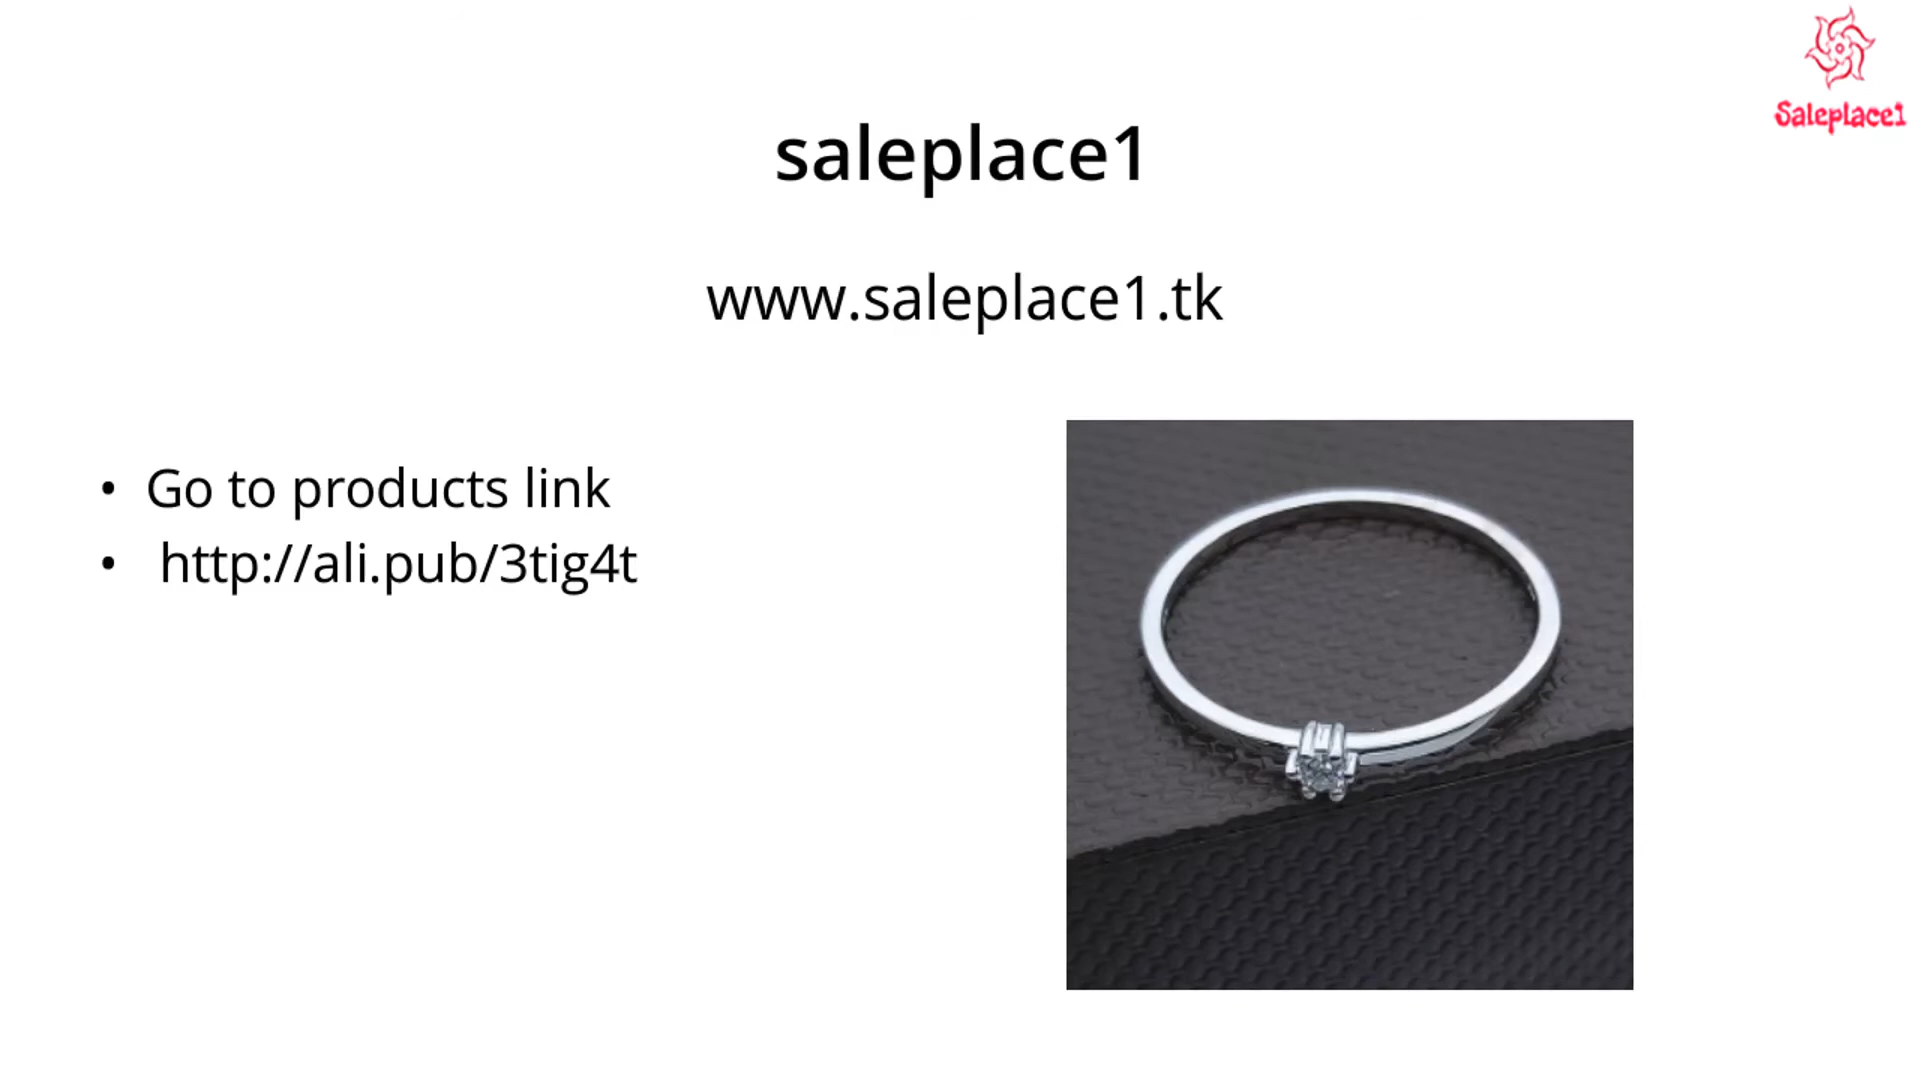 Saleplace1
saleplace1
www.saleplace1.tk
• Go to products link
• http://ali.pub/3tig4t